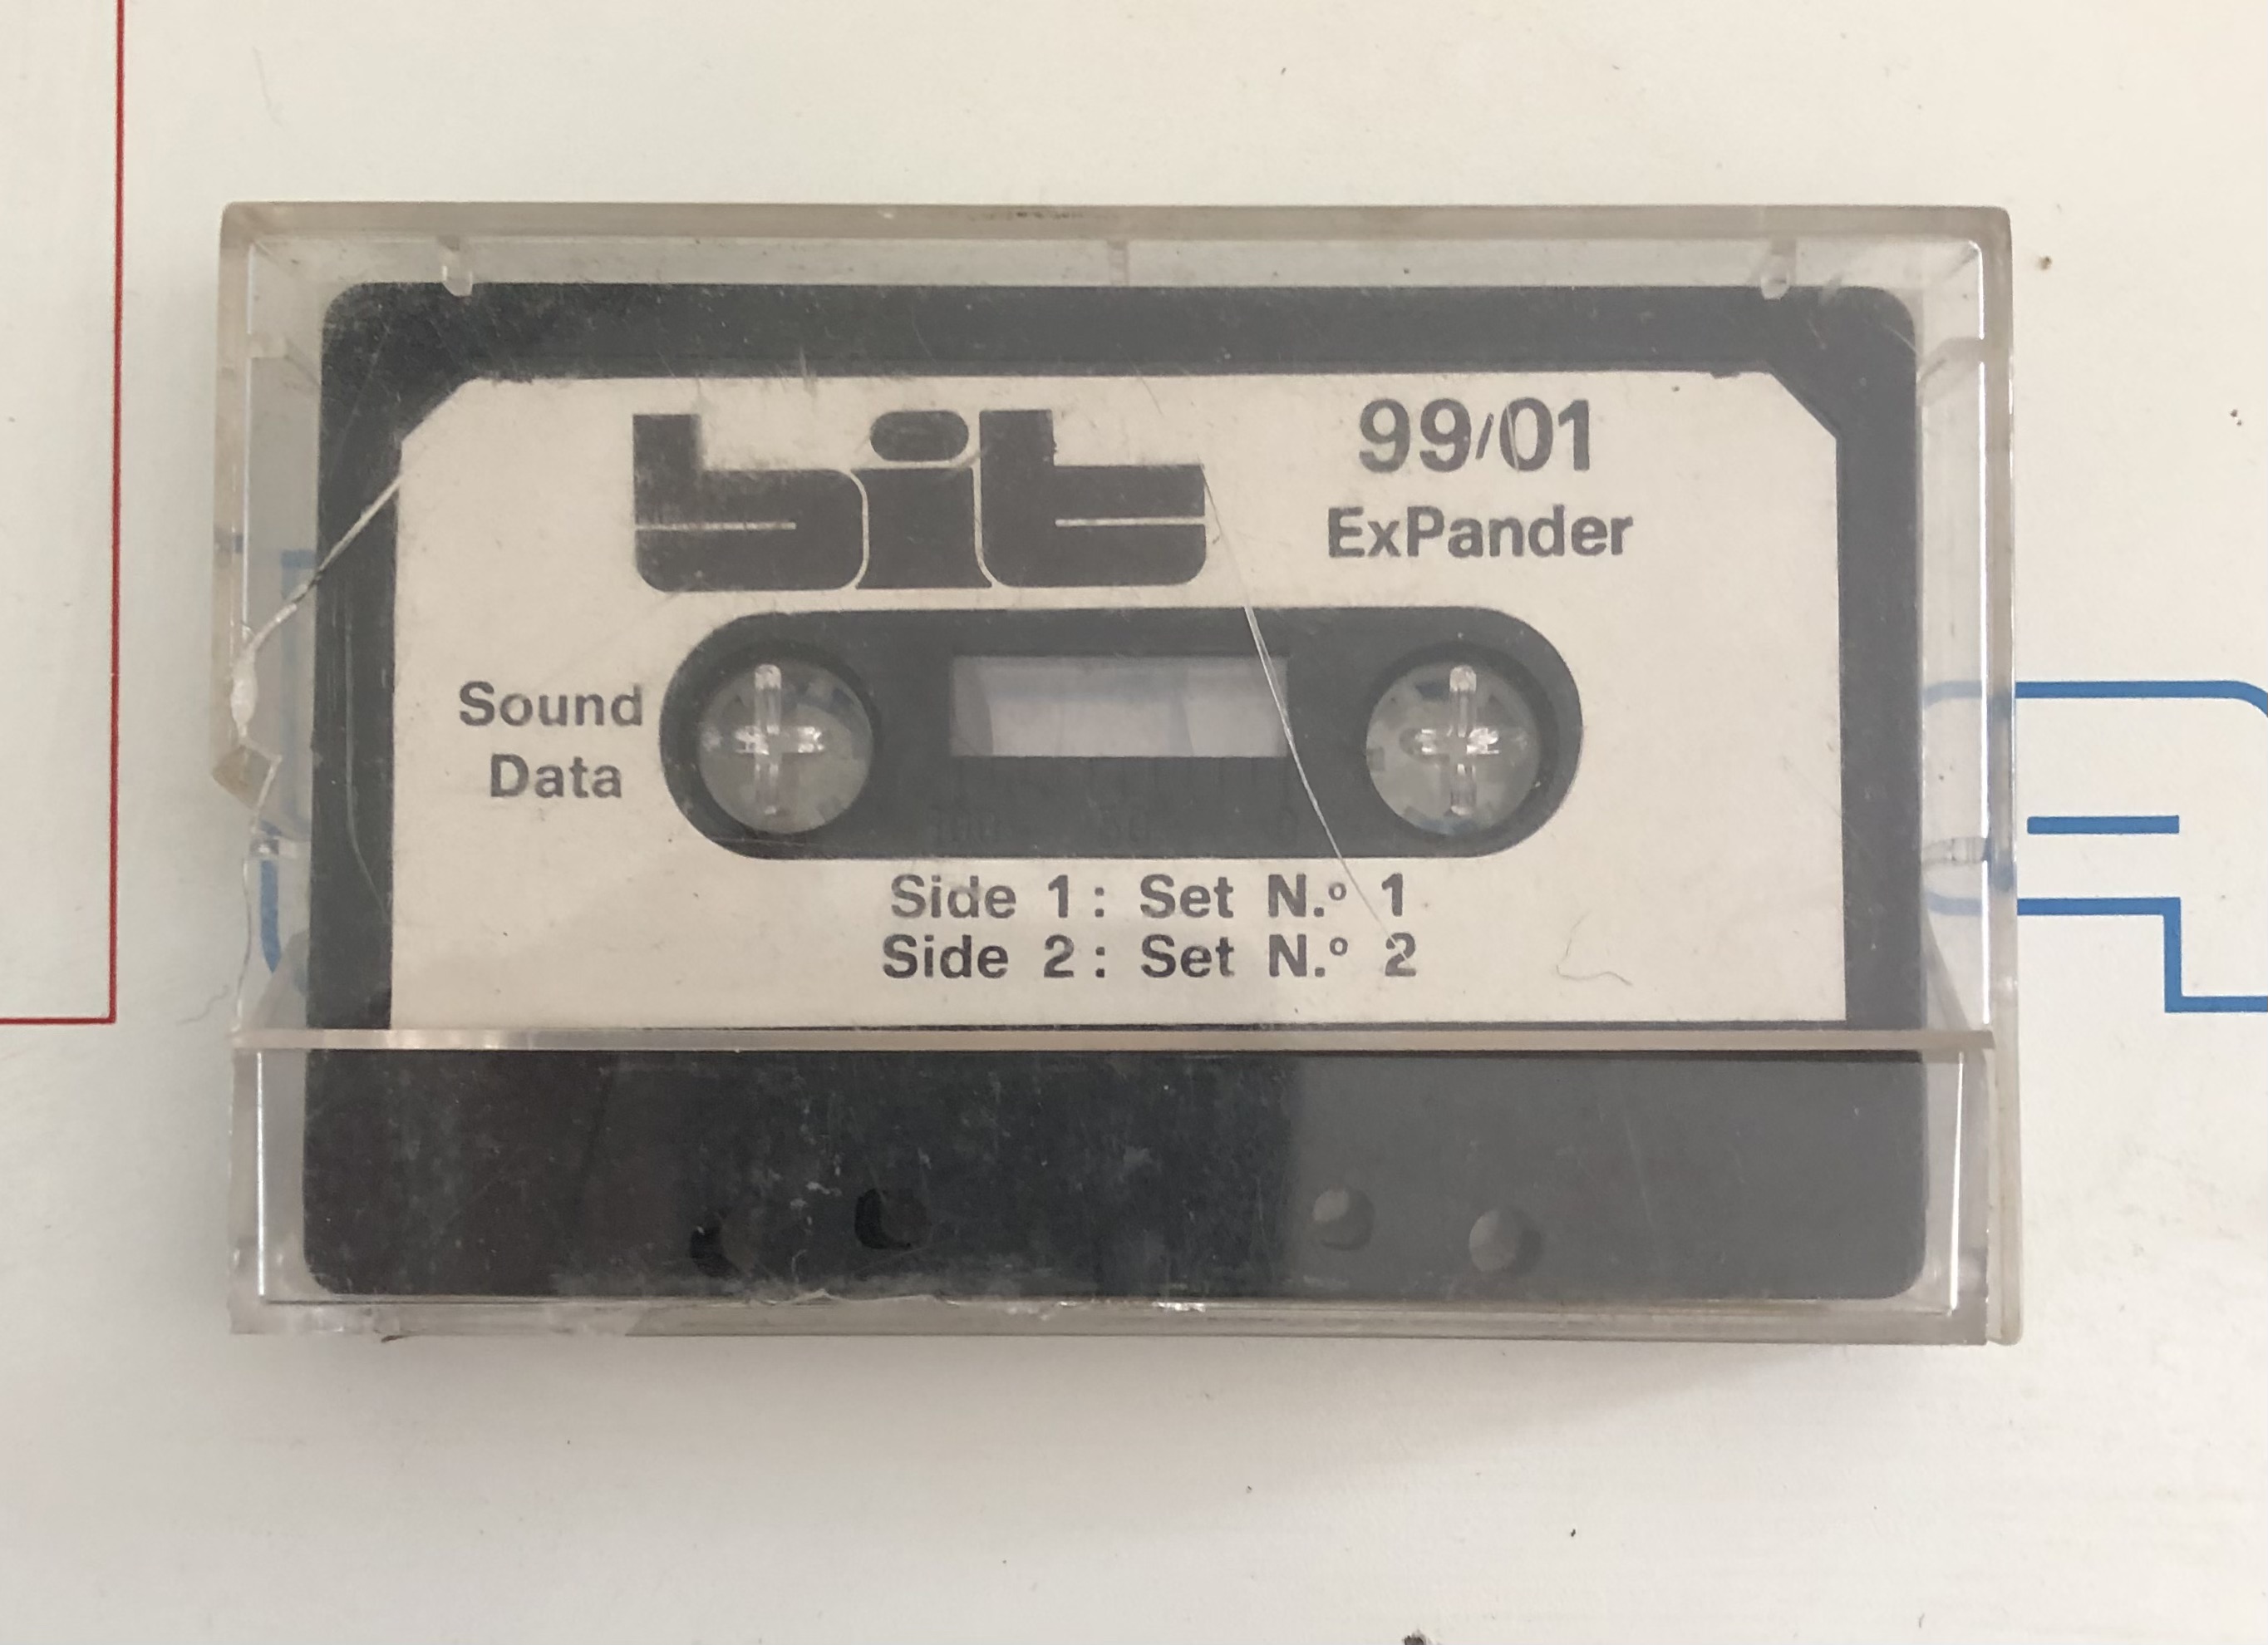 bit
99/01
ExPander
Sound
Data
Side 1: Set N.º 1
Side 2: Set N.º 2